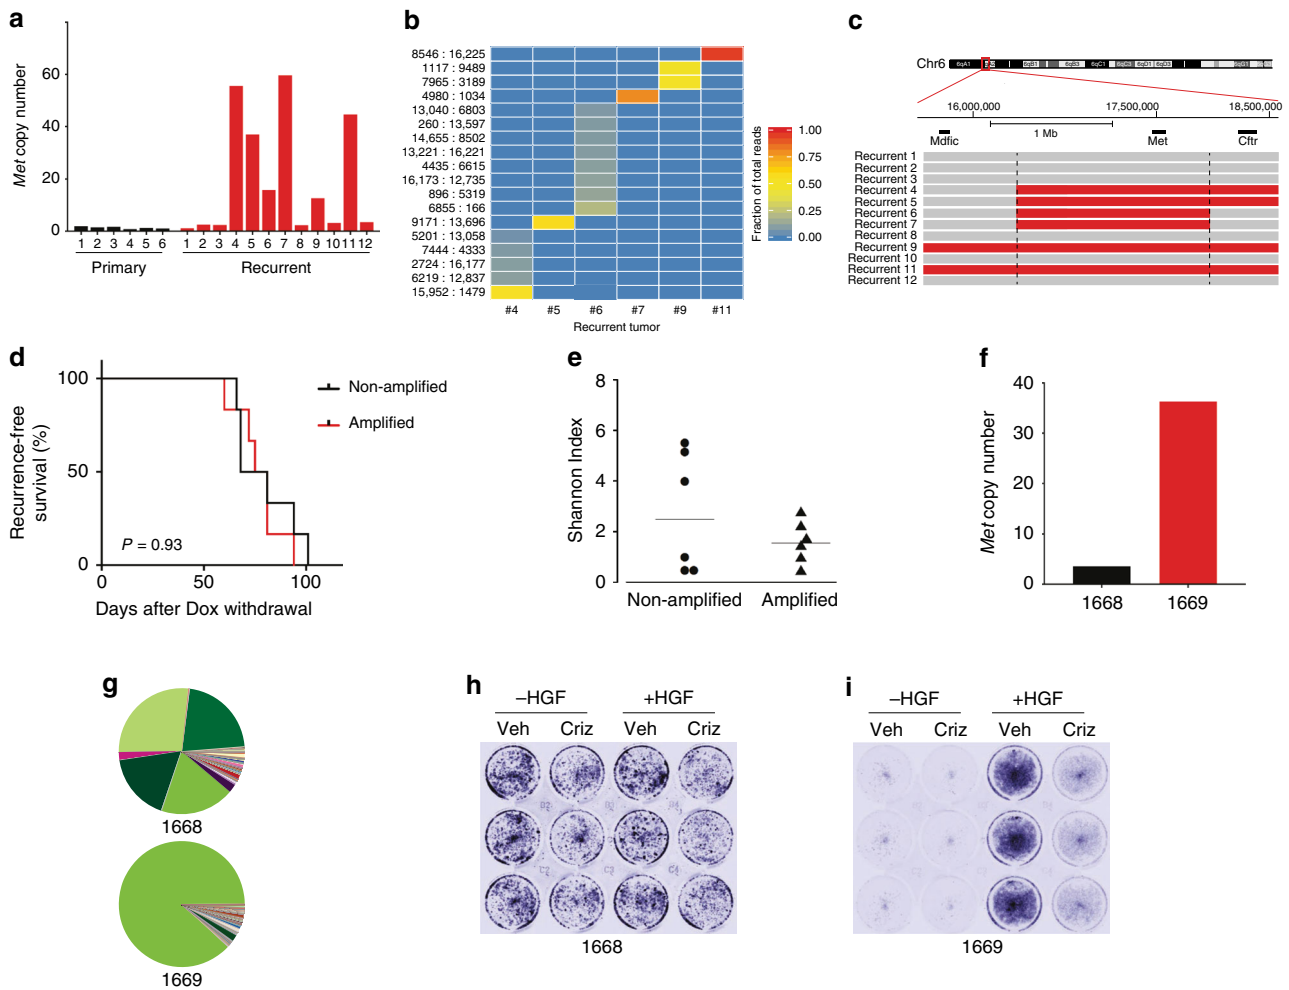 a
Met copy number
60
40
20
0
1 2 3 4 5 6 1 2 3 4 5 6 7 8 9 10 11 12
Primary
Recurrent
b
8546 : 16,225
1117 : 9489
7965 : 3189
4980 : 1034
13,040 : 6803
260 : 13,597
14,655 : 8502
13,221 : 16,221
4435 : 6615
16,173 : 12,735
896 : 5319
6855 : 166
9171 : 13,696
5201 : 13,058
7444 : 4333
2724 : 16,177
6219 : 12,837
15,952 : 1479
#4 #5 #6 #7 #9 #11
Recurrent tumor
Fraction of total reads
1.00
0.75
0.50
0.25
0.00
c
Chr6
6qA1 6qB1 6qB3 6qC1 6qC3 6qD1 6qD3
16,000,000 17,500,000 18,500,000
1 Mb
Mdfic Met Cftr
Recurrent 1
Recurrent 2
Recurrent 3
Recurrent 4
Recurrent 5
Recurrent 6
Recurrent 7
Recurrent 8
Recurrent 9
Recurrent 10
Recurrent 11
Recurrent 12
d
Recurrence-free
survival (%)
100
50
0
P = 0.93
0 50 100
Days after Dox withdrawal
Non-amplified
Amplified
e
Shannon Index
8
6
4
2
0
Non-amplified Amplified
f
Met copy number
40
30
20
10
0
1668 1669
g
1668
1669
h
–HGF +HGF
Veh Criz Veh Criz
1668
i
–HGF +HGF
Veh Criz Veh Criz
1669